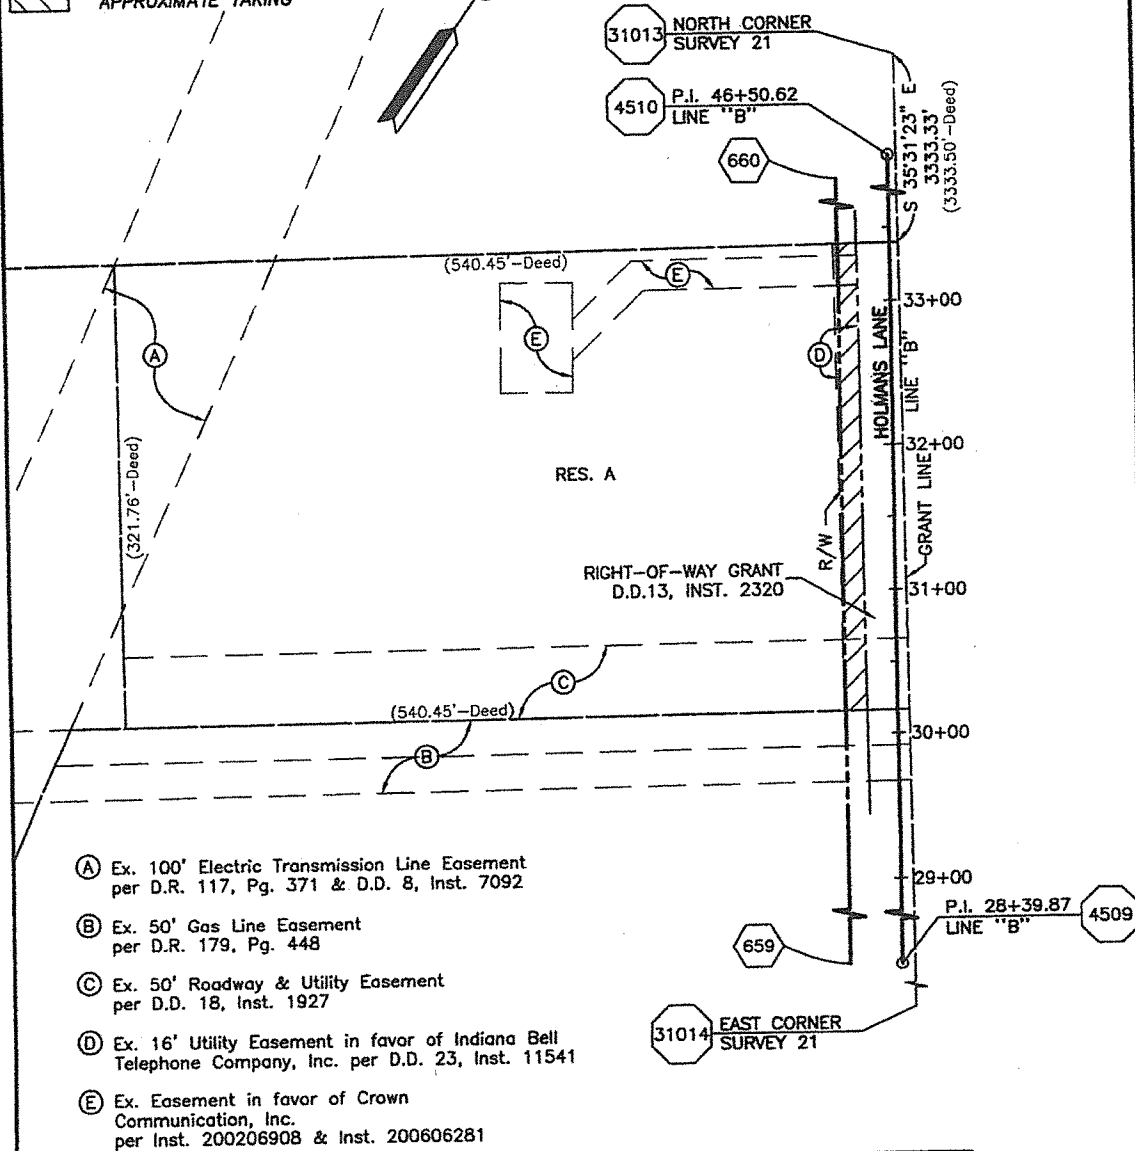 APPROXIMATE TAKING
31013
NORTH CORNER
SURVEY 21
4510
P.I. 46+50.62
LINE "B"
660
S 35°31'23" E
3333.33'
(3333.50'-Deed)
(540.45'-Deed)
E
33+00
A
E
D
HOLMANS LANE
LINE "B"
32+00
(321.76'-Deed)
RES. A
R/W
GRANT LINE
RIGHT-OF-WAY GRANT
D.D.13, INST. 2320
31+00
C
(540.45'-Deed)
30+00
B
29+00
P.I. 28+39.87
LINE "B"
4509
659
31014
EAST CORNER
SURVEY 21
A Ex. 100' Electric Transmission Line Easement
per D.R. 117, Pg. 371 & D.D. 8, Inst. 7092
B Ex. 50' Gas Line Easement
per D.R. 179, Pg. 448
C Ex. 50' Roadway & Utility Easement
per D.D. 18, Inst. 1927
D Ex. 16' Utility Easement in favor of Indiana Bell
Telephone Company, Inc. per D.D. 23, Inst. 11541
E Ex. Easement in favor of Crown
Communication, Inc.
per Inst. 200206908 & Inst. 200606281